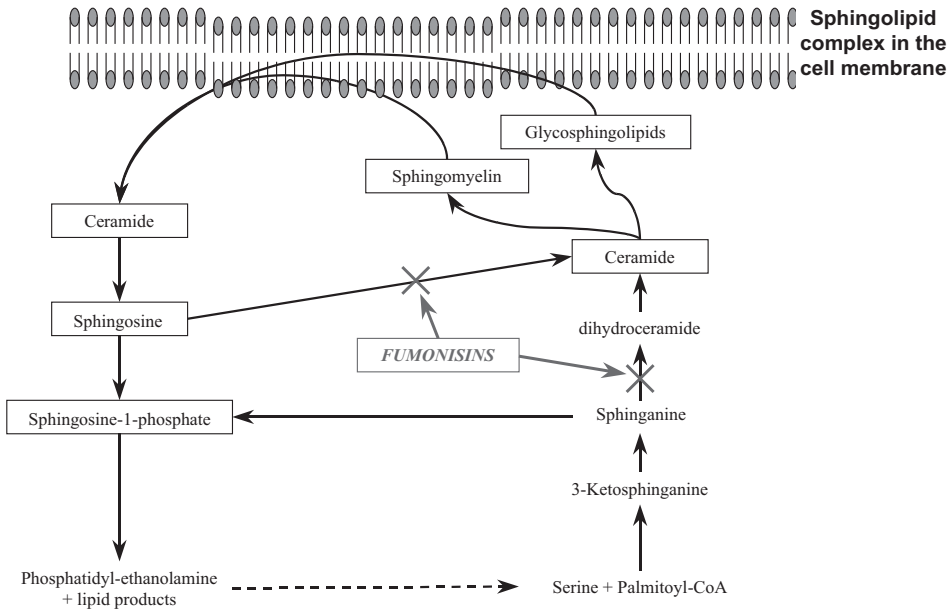 Sphingolipid
complex in the
cell membrane
Glycosphingolipids
Sphingomyelin
Ceramide
Ceramide
dihydroceramide
Sphingosine
FUMONISINS
Sphingosine-1-phosphate
Sphinganine
3-Ketosphinganine
Phosphatidyl-ethanolamine
+ lipid products
Serine + Palmitoyl-CoA